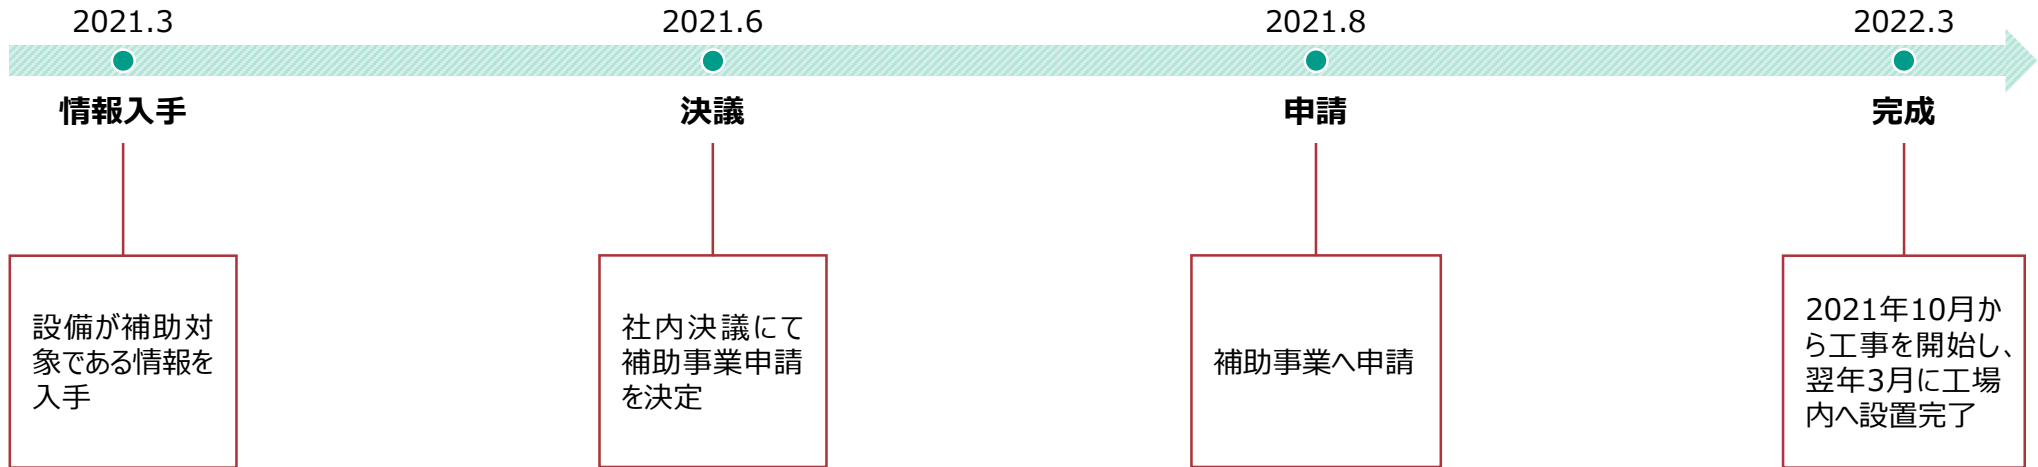 2021.3
2021.6
2021.8
2022.3
情報入手
決議
申請
完成
設備が補助対
象である情報を
入手
社内決議にて
補助事業申請
を決定
補助事業へ申請
2021年10月か
ら工事を開始し、
翌年3月に工場
内へ設置完了